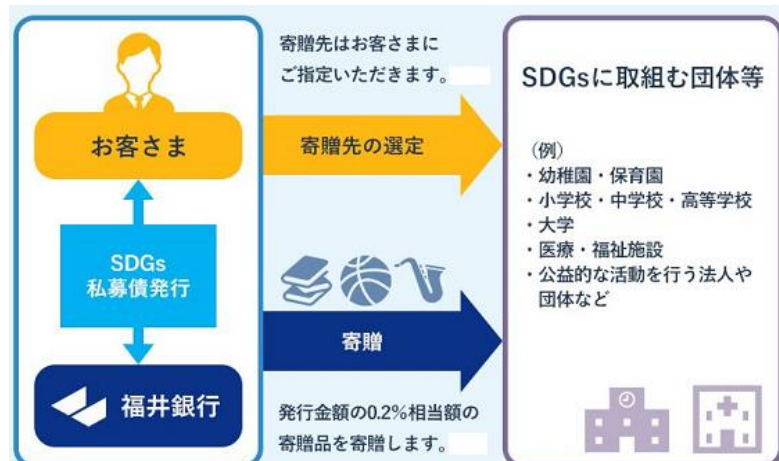 お客さま
SDGs
私募債発行
福井銀行
寄贈先はお客さまに
ご指定いただきます。
寄贈先の選定
寄贈
発行金額の0.2%相当額の
寄贈品を寄贈します。
SDGsに取組む団体等
（例）
・幼稚園・保育園
・小学校・中学校・高等学校
・大学
・医療・福祉施設
・公益的な活動を行う法人や
団体など